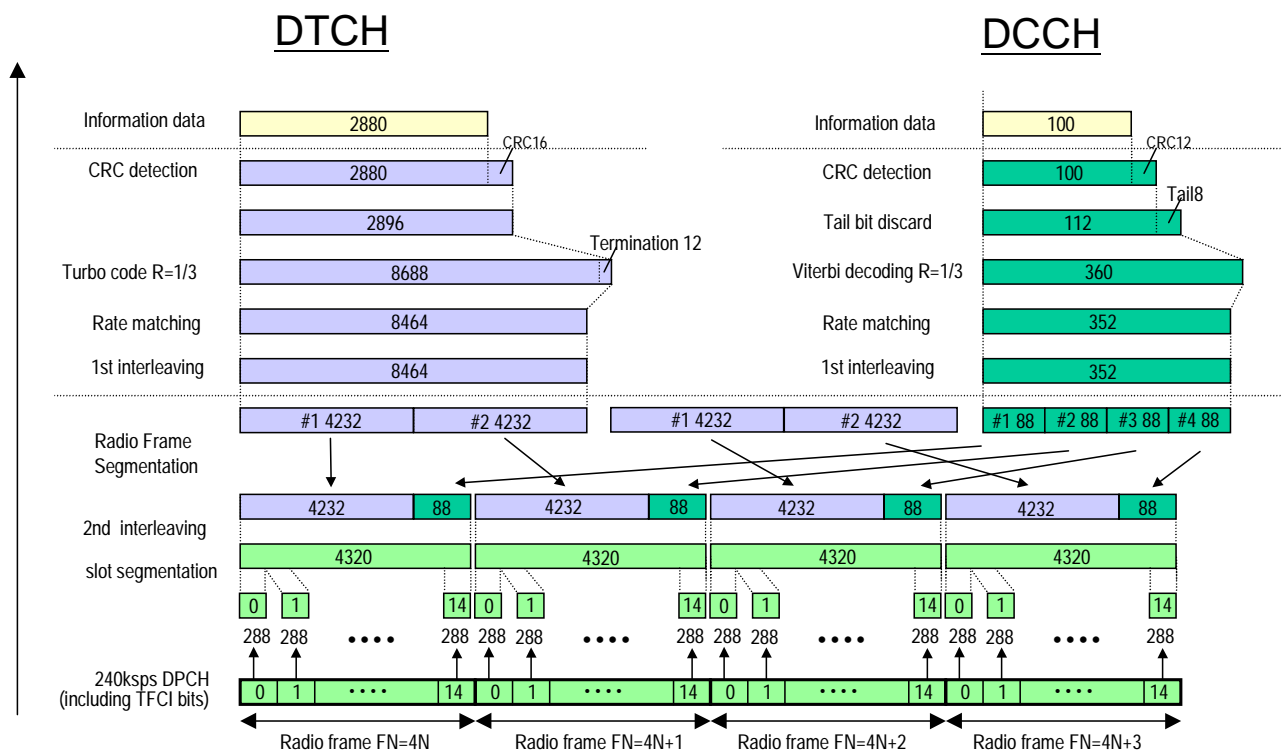 DTCH DCCH
Information data 2880 Information data 100
CRC16 CRC12
CRC detection 2880 CRC detection 100
Tail8
2896 Tail bit discard 112
Termination 12
Turbo code R=1/3 8688 Viterbi decoding R=1/3 360
Rate matching 8464 Rate matching 352
1st interleaving 8464 1st interleaving 352
#1 4232 #2 4232 #1 4232 #2 4232 #1 88 #2 88 #3 88 #4 88
Radio Frame
Segmentation
4232 88 4232 88 4232 88 4232 88
2nd interleaving
4320 4320 4320 4320
slot segmentation
0 1 14 0 1 14 0 1 14 0 1 14
288 288 •••• 288 288 288 •••• 288 288 288 •••• 288 288 288 •••• 288
240ksps DPCH
(including TFCI bits)
0 1 •••• 14 0 1 •••• 14 0 1 •••• 14 0 1 •••• 14
Radio frame FN=4N Radio frame FN=4N+1 Radio frame FN=4N+2 Radio frame FN=4N+3